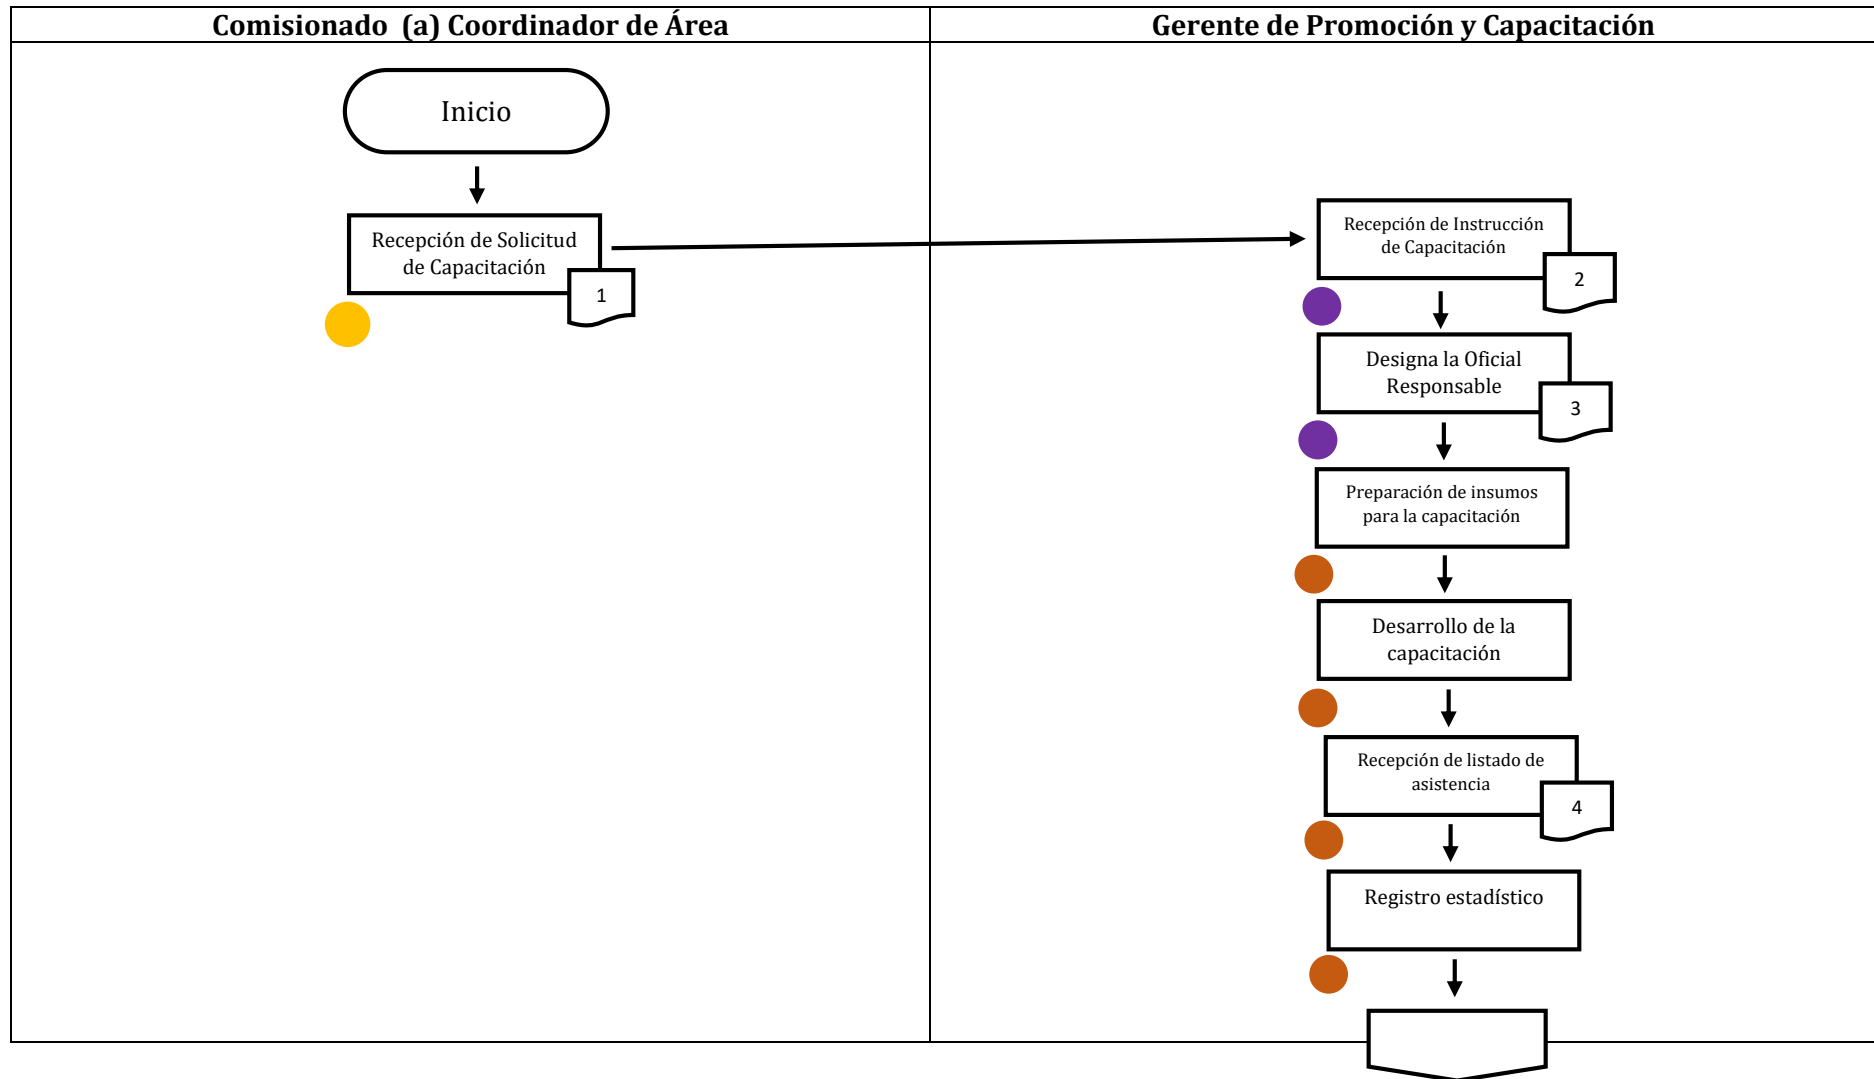 Comisionado  (a) Coordinador de Área
Gerente de Promoción y Capacitación
Inicio
Recepción de Solicitud
de Capacitación
1
Recepción de Instrucción
de Capacitación
2
Designa la Oficial
Responsable
3
Preparación de insumos
para la capacitación
Desarrollo de la
capacitación
Recepción de listado de
asistencia
4
Registro estadístico